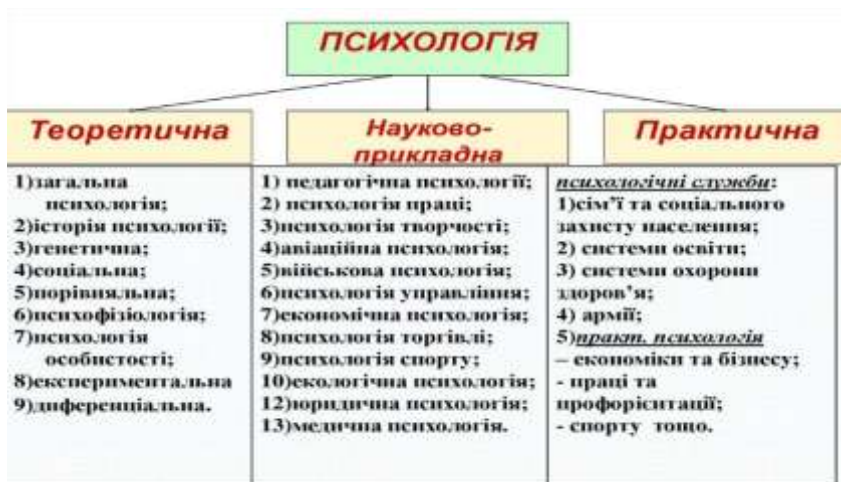 ПСИХОЛОГІЯ
Теоретична
1)загальна
психологія;
2)історія психології;
3)генетична;
4)соціальна;
5)порівняльна;
6)психофізіологія;
7)психологія
особистості;
8)експериментальна
9)диференціальна.
Науково-
прикладна
1) педагогічна психології;
2) психологія праці;
3)психологія творчості;
4)авіаційна психологія;
5)військова психологія;
6)психологія управління;
7)економічна психологія;
8)психологія торгівлі;
9)психологія спорту;
10)екологічна психологія;
12)юридична психологія;
13)медична психологія.
Практична
психологічні служби:
1)сім’ї та соціального
захисту населення;
2) системи освіти;
3) системи охорони
здоров’я;
4) армії;
5)практ. психологія
– економіки та бізнесу;
- праці та
профорієнтації;
- спорту тощо.